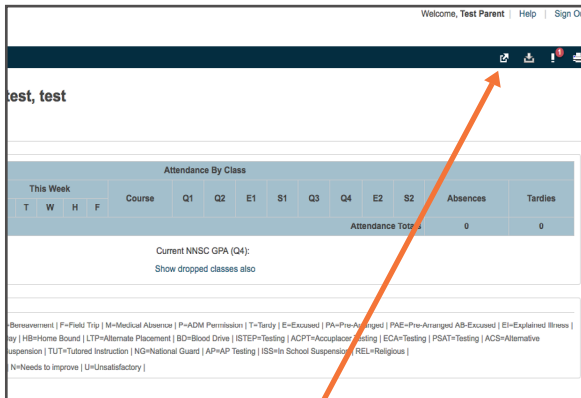 Welcome, Test Parent | Help | Sign
1
test, test
Attendance By Class
This Week
Course Q1 Q2 E1 S1 Q3 Q4 E2 S2 Absences Tardies
T W H F
Attendance Totals 0 0
Current NNSC GPA (Q4):
Show dropped classes also
=Bereavement | F=Field Trip | M=Medical Absence | P=ADM Permission | T=Tardy | E=Excused | PA=Pre-Arranged | PAE=Pre-Arranged AB-Excused | EI=Explained Illness |
| HB=Home Bound | LTP=Alternate Placement | BD=Blood Drive | ISTEP=Testing | ACPT=Accuplacer Testing | ECA=Testing | PSAT=Testing | ACS=Alternative
| TUT=Tutored Instruction | NG=National Guard | AP=AP Testing | ISS=In School Suspension | REL=Religious |
N=Needs to improve | U=Unsatisfactory |